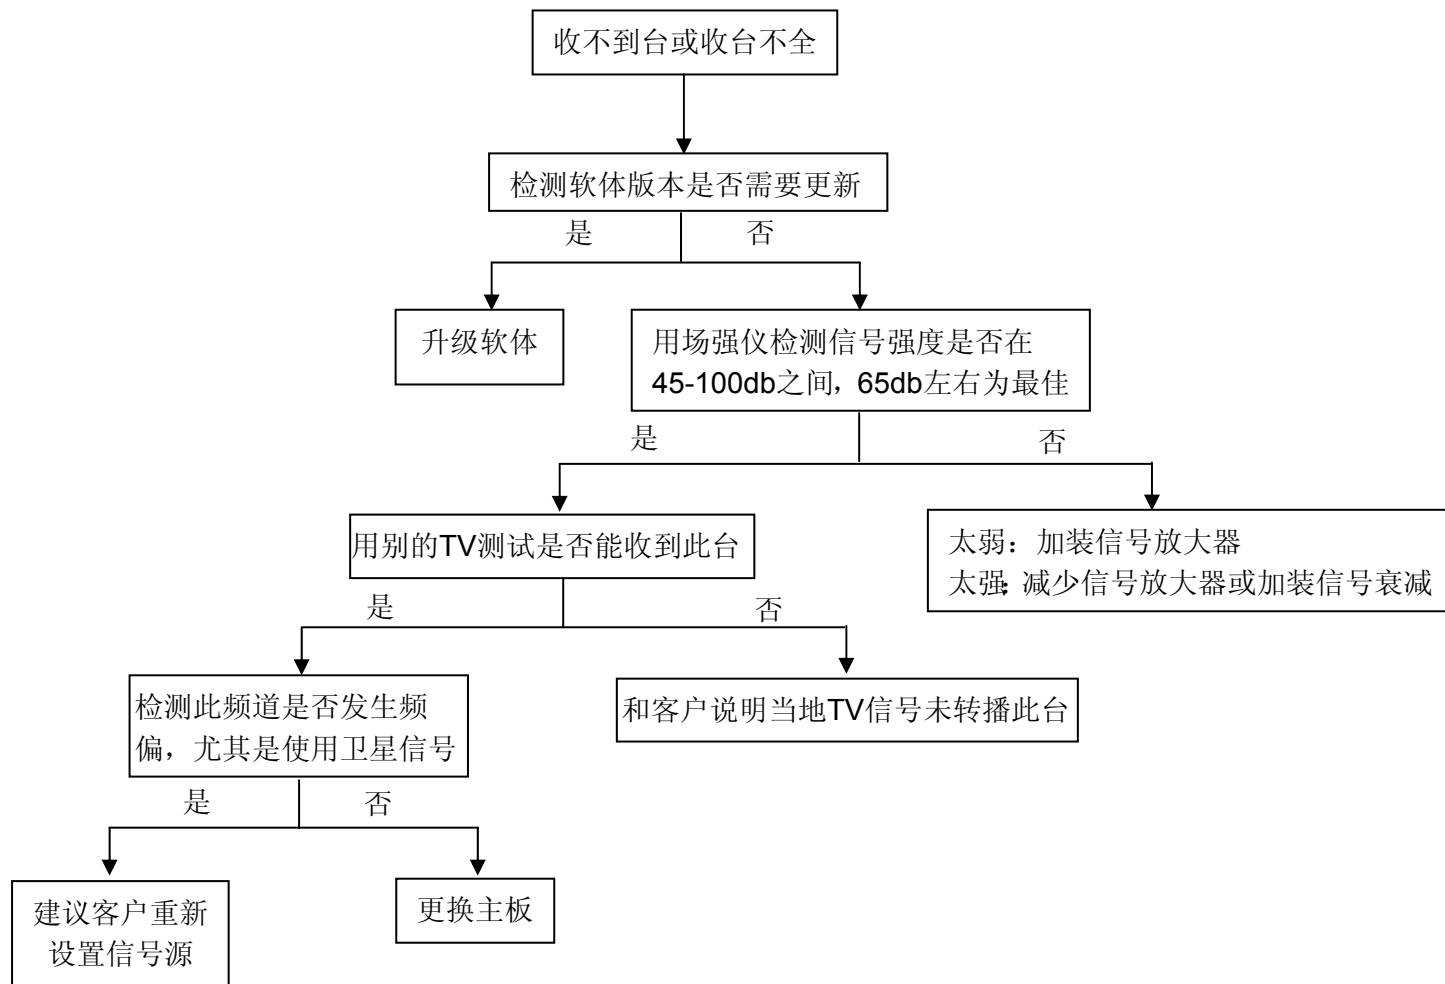 收不到台或收台不全
检测软体版本是否需要更新
是
否
升级软体
用场强仪检测信号强度是否在
45-100db之间，65db左右为最佳
是
否
用别的TV测试是否能收到此台
太弱：加装信号放大器
太强：减少信号放大器或加装信号衰减
是
否
检测此频道是否发生频
偏，尤其是使用卫星信号
和客户说明当地TV信号未转播此台
是
否
建议客户重新
设置信号源
更换主板